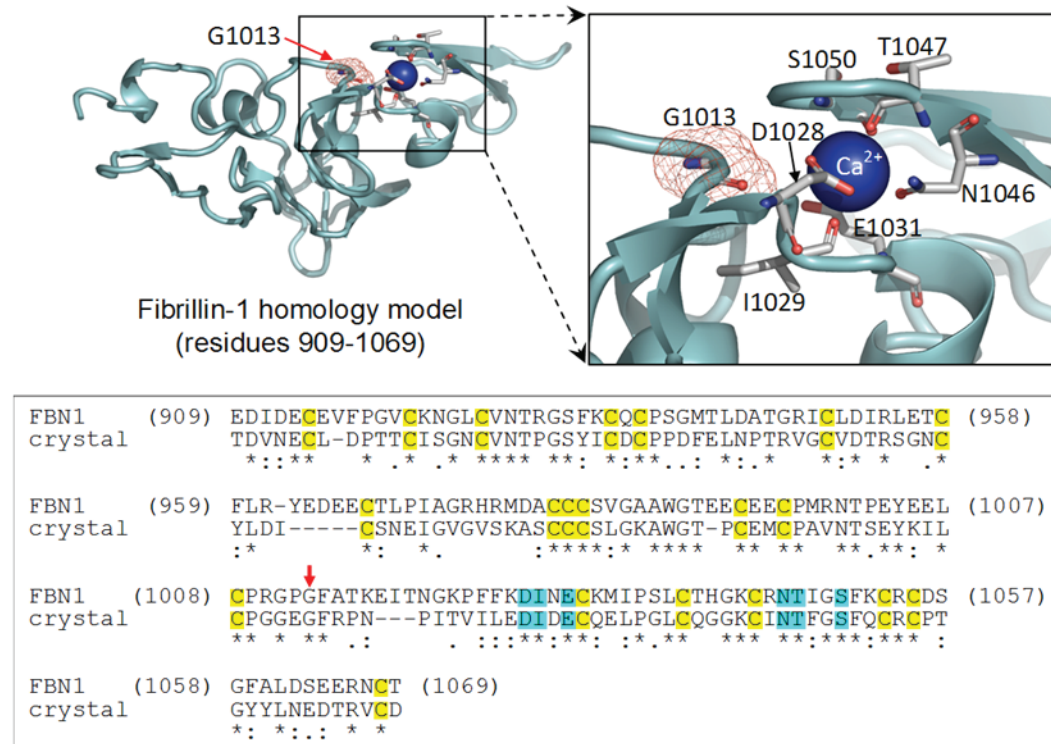 G1013
Fibrillin-1 homology model
(residues 909-1069)
S1050
T1047
G1013
D1028
Ca2+
N1046
E1031
I1029
FBN1 (909) EDIDECEVFPGVCKNGLCVNTRGSFKCQCPSGMTLDATGRICLDIRLETC (958)
crystal TDVNECL-DPTTCISGNCVNTPGSYICDCPPDFELNPTRVGCVDTRSGNC
 *::**   * .* .* **** **: *:**..: *:.*   *:* *  .*
FBN1 (959) FLR-YEDEECTLPIAGRHRMDACCCSVGAAWGTEECEECPMRNTPEYEEL (1007)
crystal YLDI-----CSNEIGVGVSKASCCCSLGKAWGT-PCEMCPAVNTSEYKIL
:*       *:  *.      :****:* ****  ** **  **.**: *
FBN1 (1008) CPRGPGFATKEITNGKPFFKDINECKMIPSLCTHGKCRNTIGSFKCRCDS (1057)
crystal CPGGEGFRPN---PITVILEDIDECQELPGLCQGGKCINTFGSFQCRCPT
** * ** .:      . :::**:**: :*.**  *** **:***:*** :
FBN1 (1058) GFALDSEERNCT (1069)
crystal GYYLNEDTRVCD
*: *:.: * *